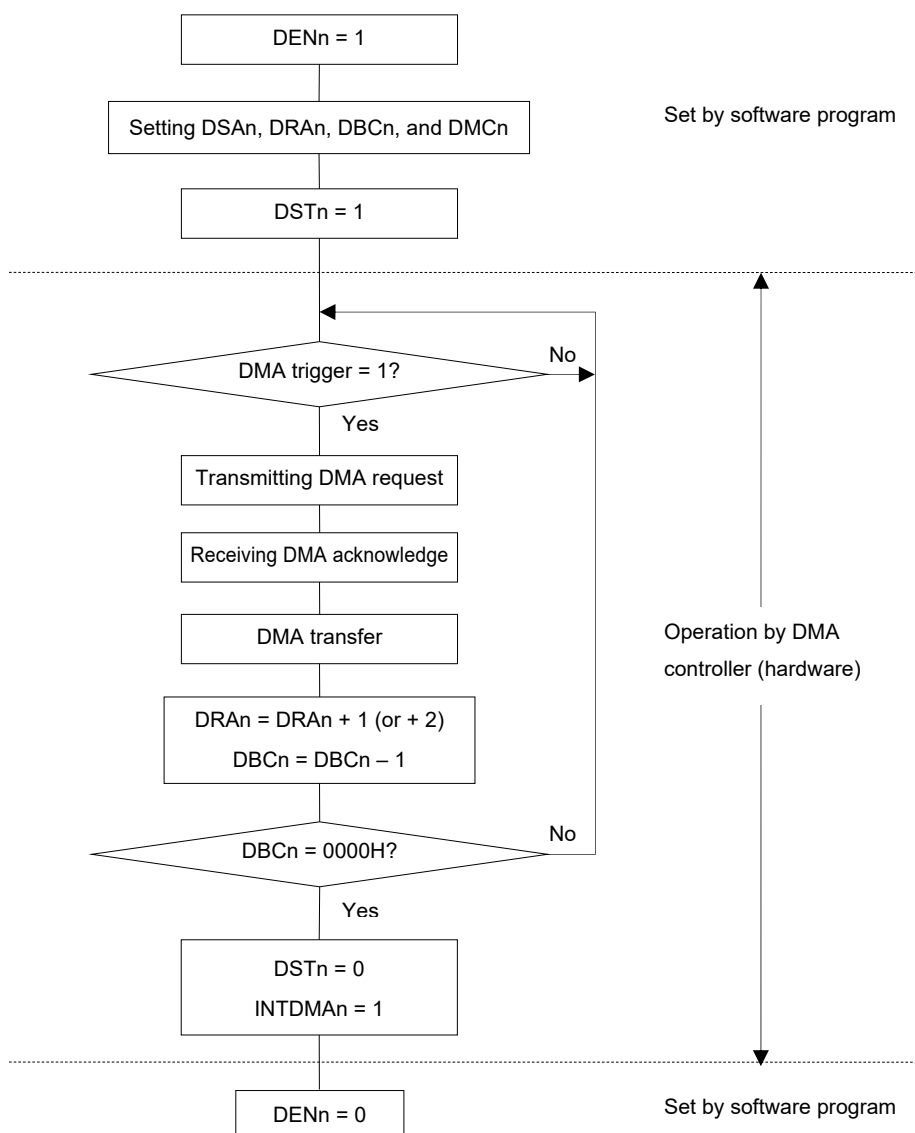 DENn = 1
Setting DSAn, DRAn, DBCn, and DMCn
Set by software program
DSTn = 1
DMA trigger = 1?
No
Yes
Transmitting DMA request
Receiving DMA acknowledge
DMA transfer
Operation by DMA
controller (hardware)
DRAn = DRAn + 1 (or + 2)
DBCn = DBCn – 1
DBCn = 0000H?
No
Yes
DSTn = 0
INTDMAn = 1
DENn = 0
Set by software program